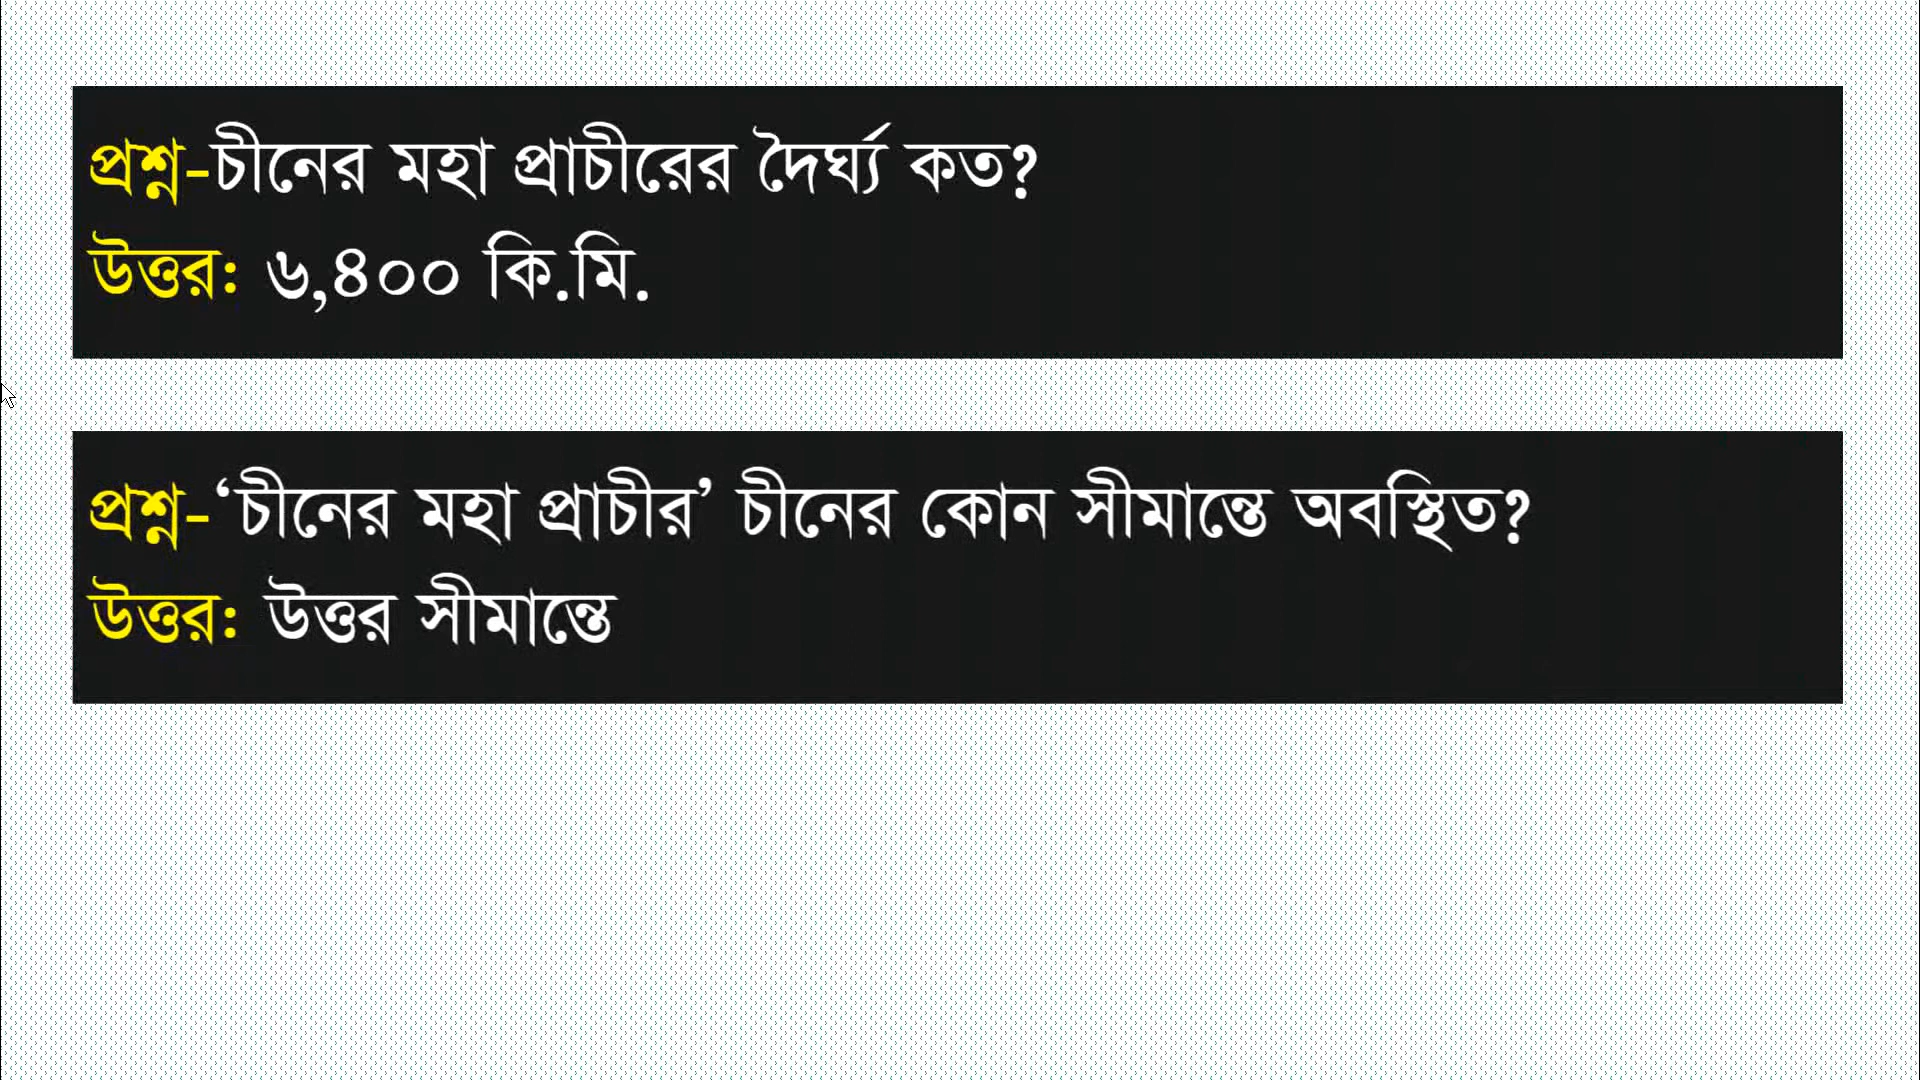 প্রশ্ন-চীনের মহা প্রাচীরের দৈর্ঘ্য কত?
উত্তর: ৬,৪০০ কি.মি.
প্রশ্ন- ‘চীনের মহা প্রাচীর’ চীনের কোন সীমান্তে অবস্থিত?
উত্তর: উত্তর সীমান্তে